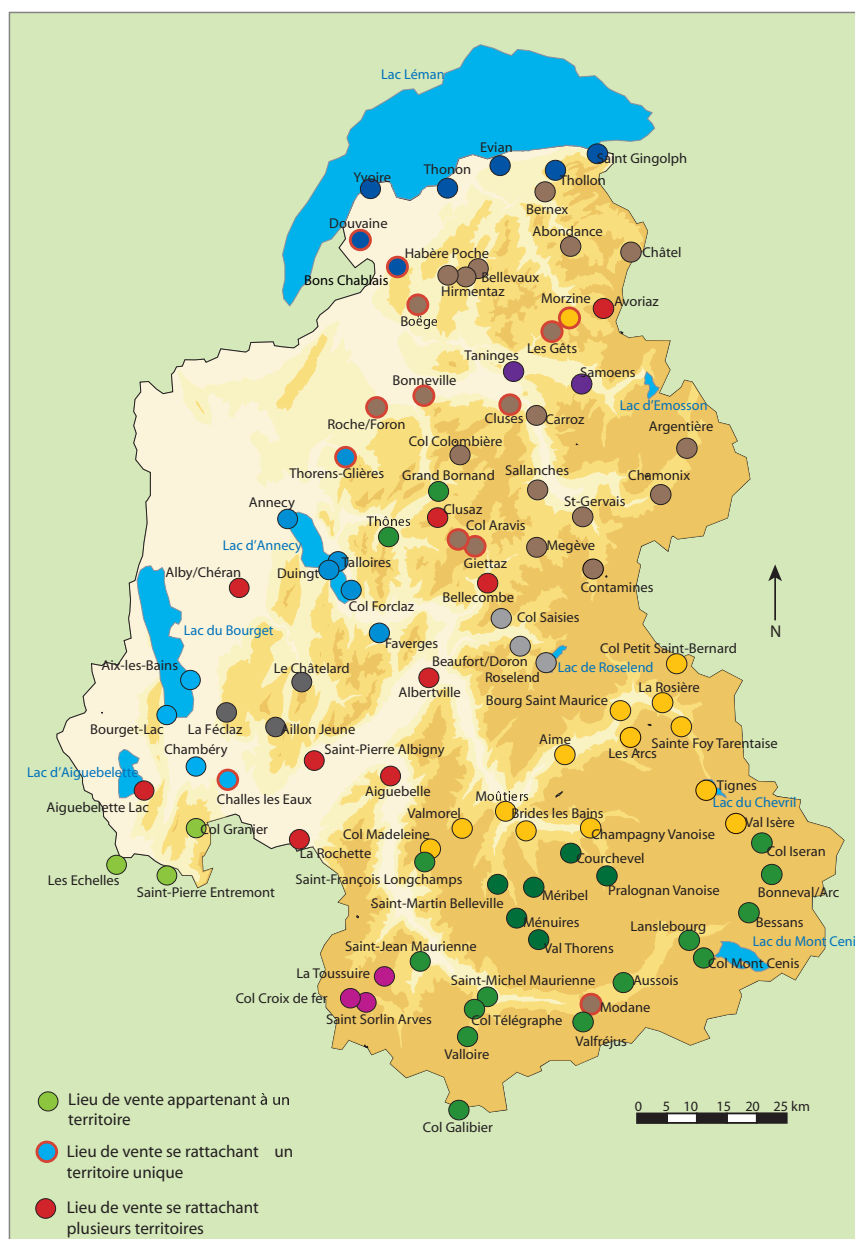 Lac Léman
Evian
Saint Gingolph
Thonon
Yvoire
Thollon
Bernex
Douvaine
Abondance
Habère Poche
Châtel
Bons Chablais
Bellevaux
Hirmentaz
Morzine
Avoriaz
Boëge
Les Gêts
Taninges
Samoens
Bonneville
Lac d'Emosson
Roche/Foron
Cluses
Carroz
Argentière
Col Colombière
Thorens-Glières
Sallanches
Chamonix
Grand Bornand
Annecy
St-Gervais
Clusaz
Thônes
Col Aravis
Lac d'Annecy
Talloires
Giettaz
Megève
Alby/Chéran
Duingt
Contamines
Bellecombe
Col Forclaz
N
Lac du Bourget
Col Saisies
Faverges
Col Petit Saint-Bernard
Aix-les-Bains
Le Châtelard
Beaufort/Doron
Lac de Roselend
Roselend
Albertville
La Rosière
Bourg Saint Maurice
Bourget-Lac
La Féclaz
Aillon Jeune
Sainte Foy Tarentaise
Aime
Les Arcs
Chambéry
Saint-Pierre Albigny
Lac d'Aiguebelette
Tignes
Aiguebelle
Moûtiers
Lac du Chevril
Aiguebelette Lac
Challes les Eaux
Valmorel
Brides les Bains
Val Isère
Col Granier
Col Madeleine
Champagny Vanoise
La Rochette
Col Iseran
Courchevel
Les Echelles
Saint-François Longchamps
Saint-Pierre Entremont
Méribel
Pralognan Vanoise
Bonneval/Arc
Saint-Martin Belleville
Ménuires
Bessans
Lanslebourg
Saint-Jean Maurienne
Val Thorens
Lac du Mont Cenis
Col Mont Cenis
La Toussuire
Saint-Michel Maurienne
Aussois
Col Croix de fer
Saint Sorlin Arves
Col Télégraphe
Modane
Valfréjus
Valloire
Col Galibier
0 5 10 15 20 25 km
Lieu de vente appartenant à un
territoire
Lieu de vente se rattachant un
territoire unique
Lieu de vente se rattachant
plusieurs territoires